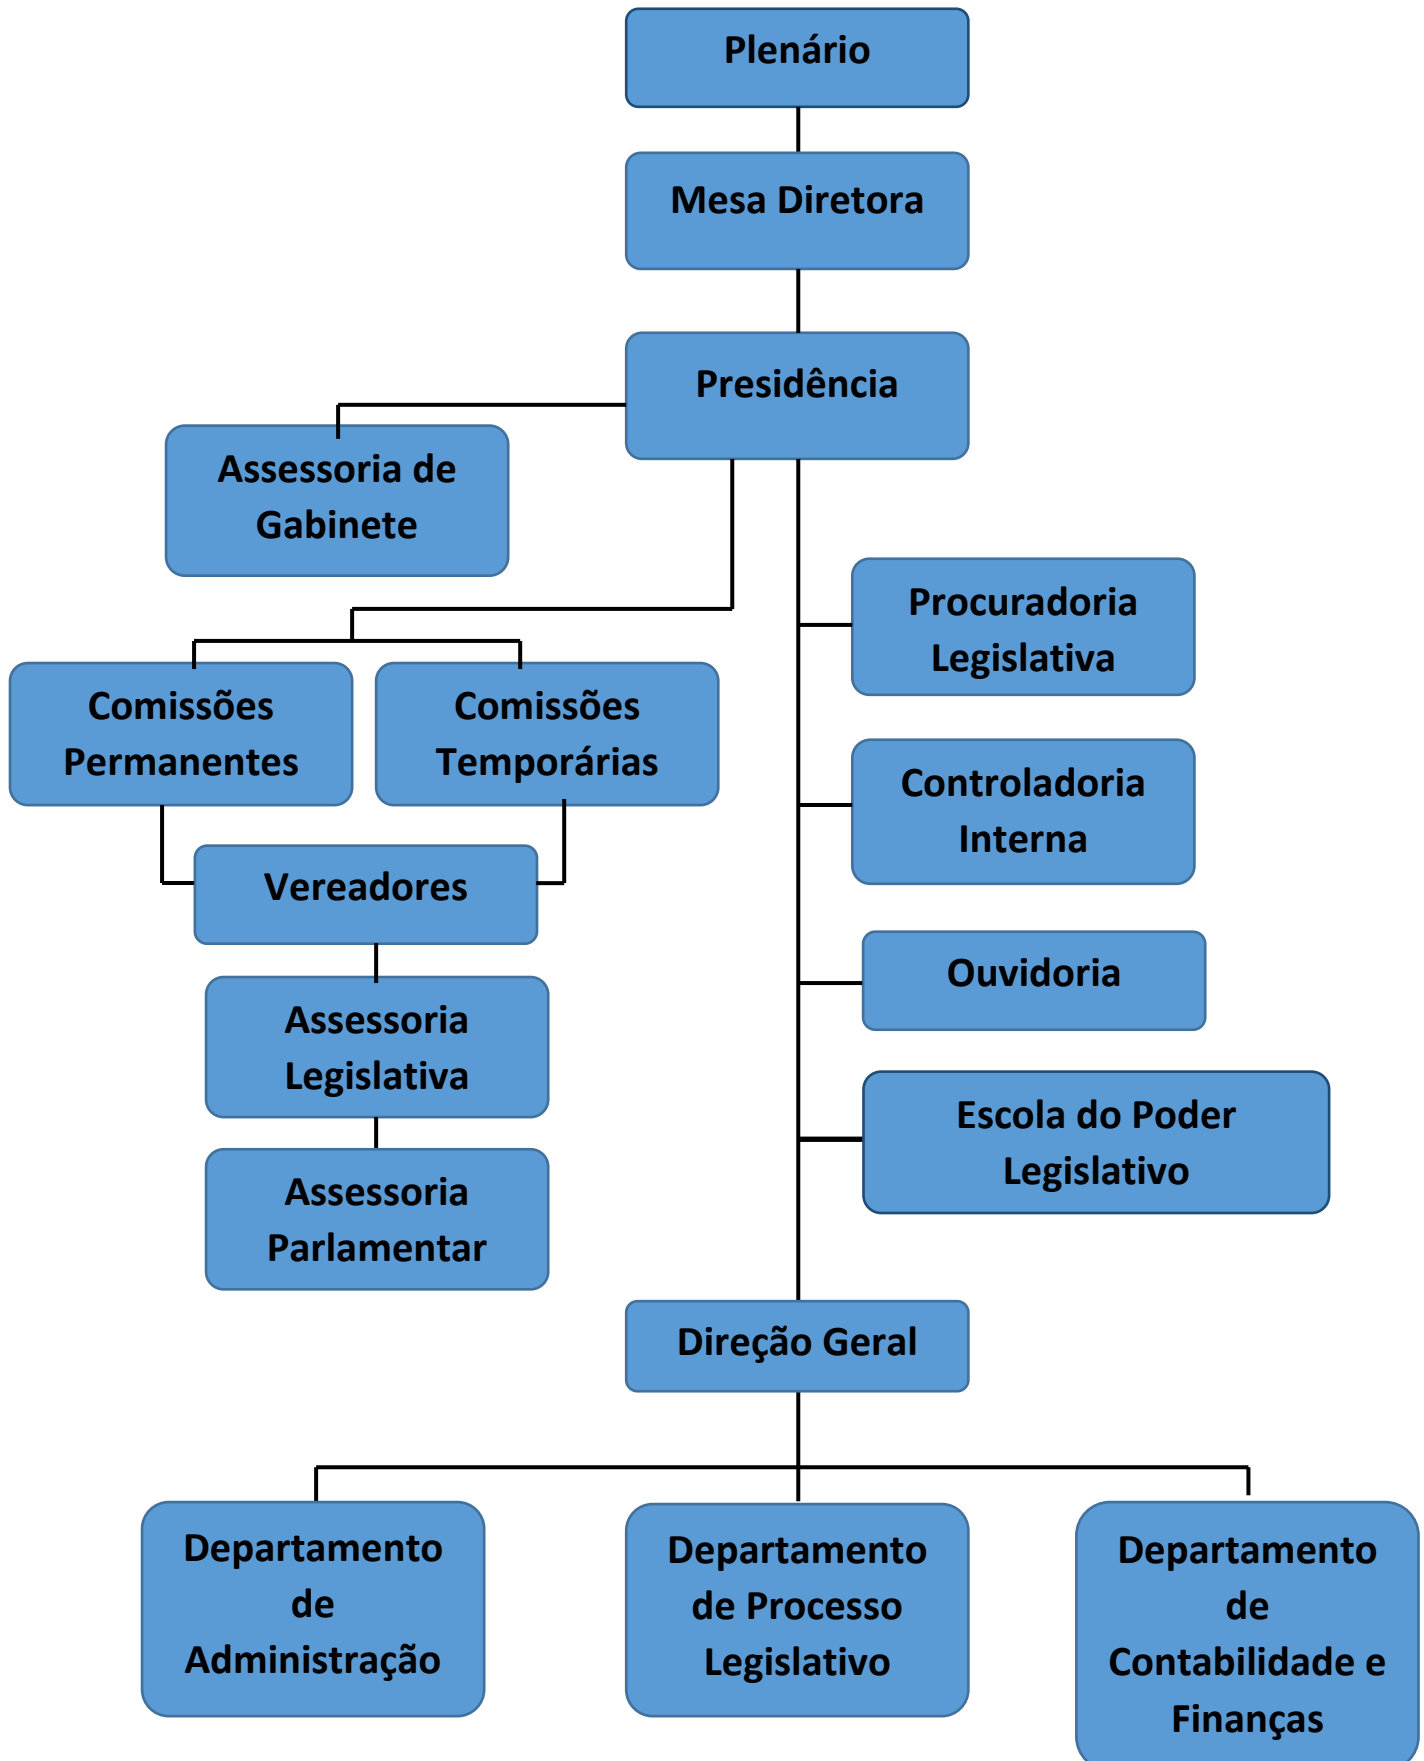 Plenário
Mesa Diretora
Presidência
Assessoria de
Gabinete
Procuradoria
Legislativa
Comissões
Permanentes
Comissões
Temporárias
Controladoria
Interna
Vereadores
Ouvidoria
Assessoria
Legislativa
Escola do Poder
Legislativo
Assessoria
Parlamentar
Direção Geral
Departamento
de
Administração
Departamento
de Processo
Legislativo
Departamento
de
Contabilidade e
Finanças